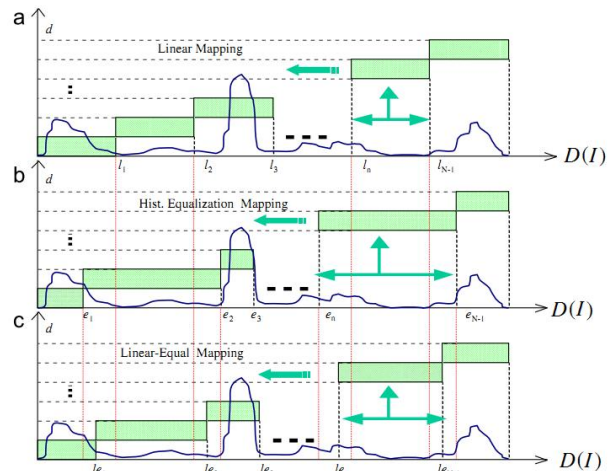 a
d
Linear Mapping
l1 l2 l3 ln lN-1
D(I)
b
d
Hist. Equalization Mapping
e1 e2 e3 en eN-1
D(I)
c
d
Linear-Equal Mapping
D(I)
le